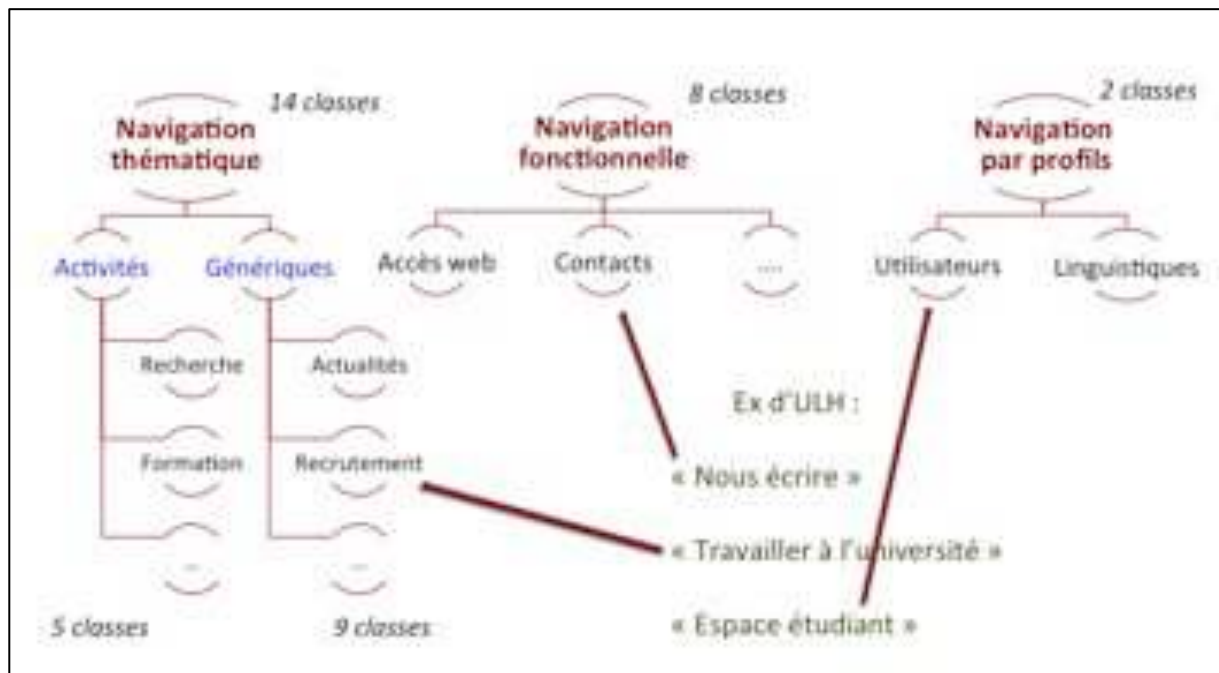 14 classes
8 classes
2 classes
Navigation
thématique
Navigation
fonctionnelle
Navigation
par profils
Activités
Génériques
Accès web
Contacts
....
Utilisateurs
Linguistiques
Recherche
Actualités
Ex d'ULH :
Formation
Recrutement
« Nous écrire »
« Travailler à l'université »
...
...
5 classes
9 classes
« Espace étudiant »